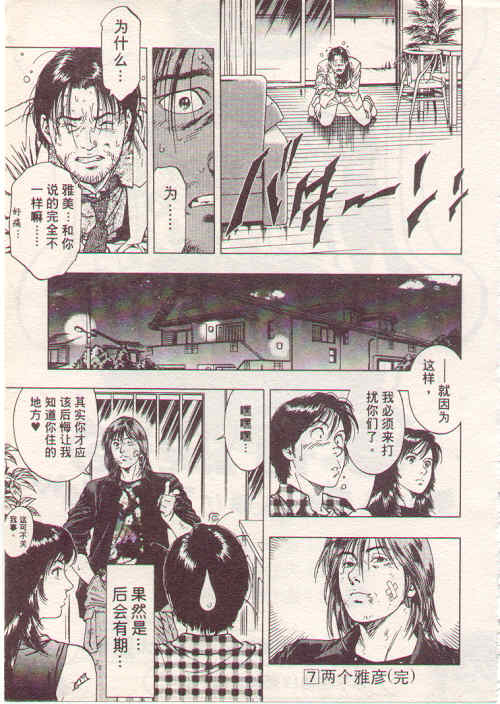 バダーーン
为……
为什么…
雅美…和你
说的完全不
一样嘛…
好痛…
——就因为
这样，
我必须来打
扰你们了。
嘿嘿嘿…
其实你才应
该后悔让我
知道你住的
地方♥
这可不关
我事。
果然是…
后会有期…
7两个雅彦(完)